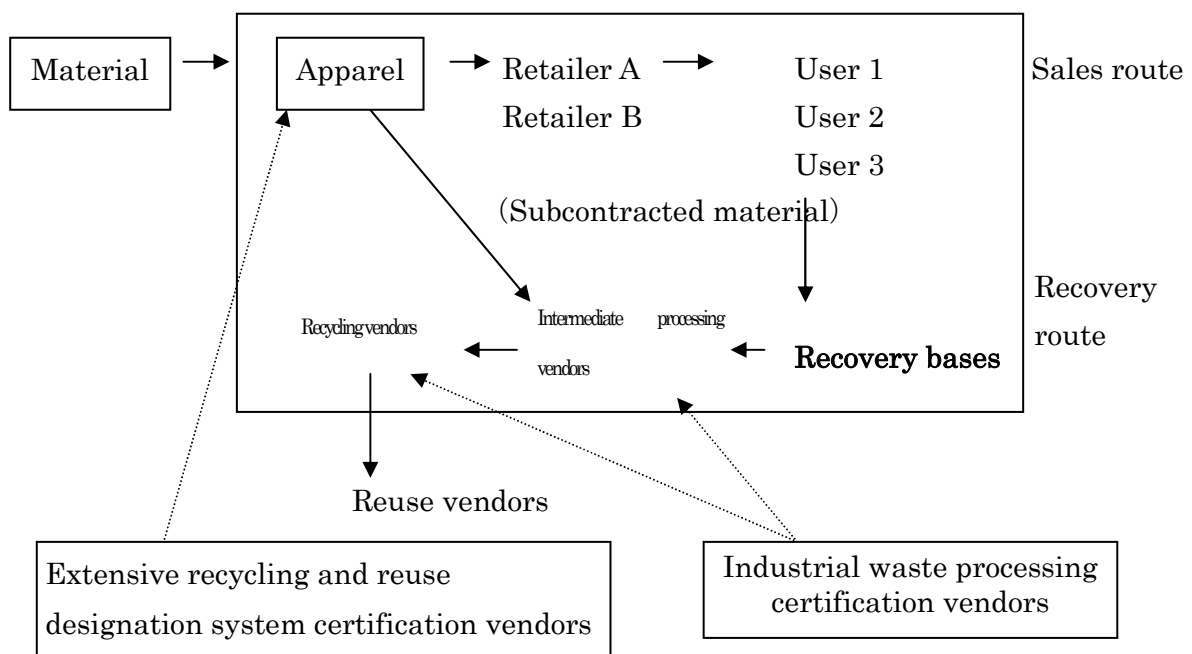 Material
Apparel
Retailer A
User 1
Sales route
Retailer B
User 2
User 3
(Subcontracted material)
Recovery
route
Recycling vendors
Intermediate processing
vendors
Recovery bases
Reuse vendors
Extensive recycling and reuse
designation system certification vendors
Industrial waste processing
certification vendors